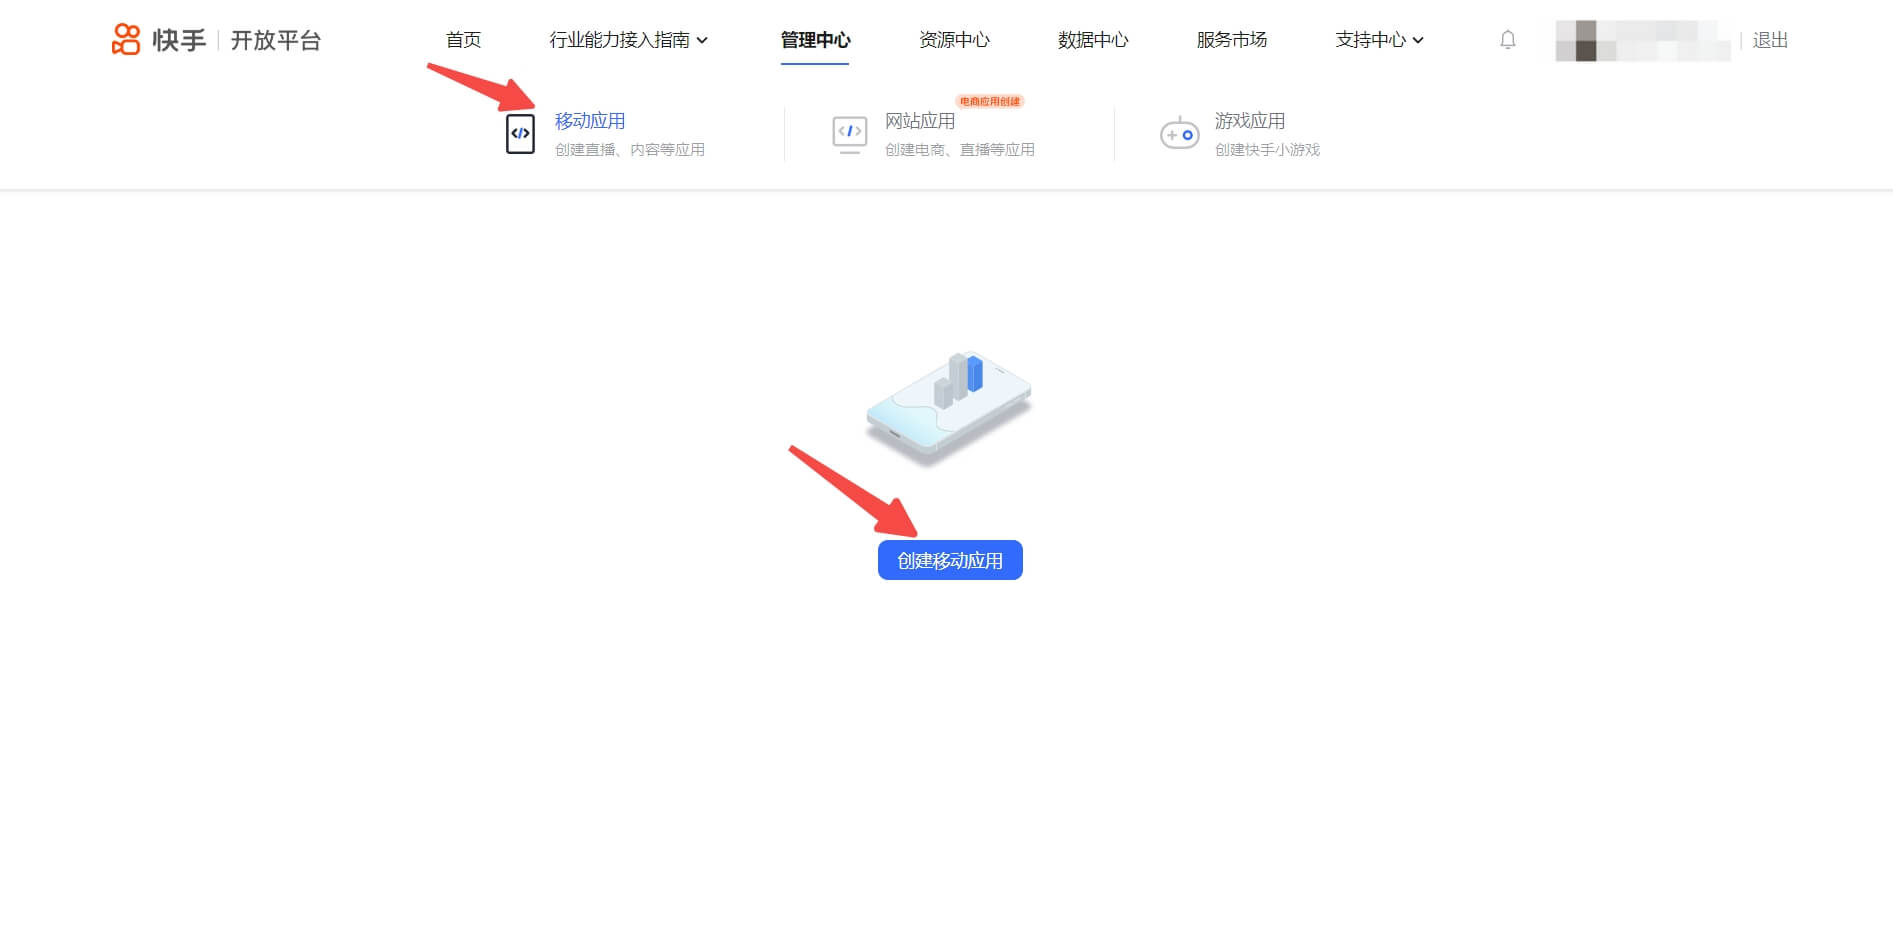 快手 | 开放平台
首页
行业能力接入指南
管理中心
资源中心
数据中心
服务市场
支持中心
退出
移动应用
创建直播、内容等应用
电商应用创建
网站应用
创建电商、直播等应用
游戏应用
创建快手小游戏
创建移动应用